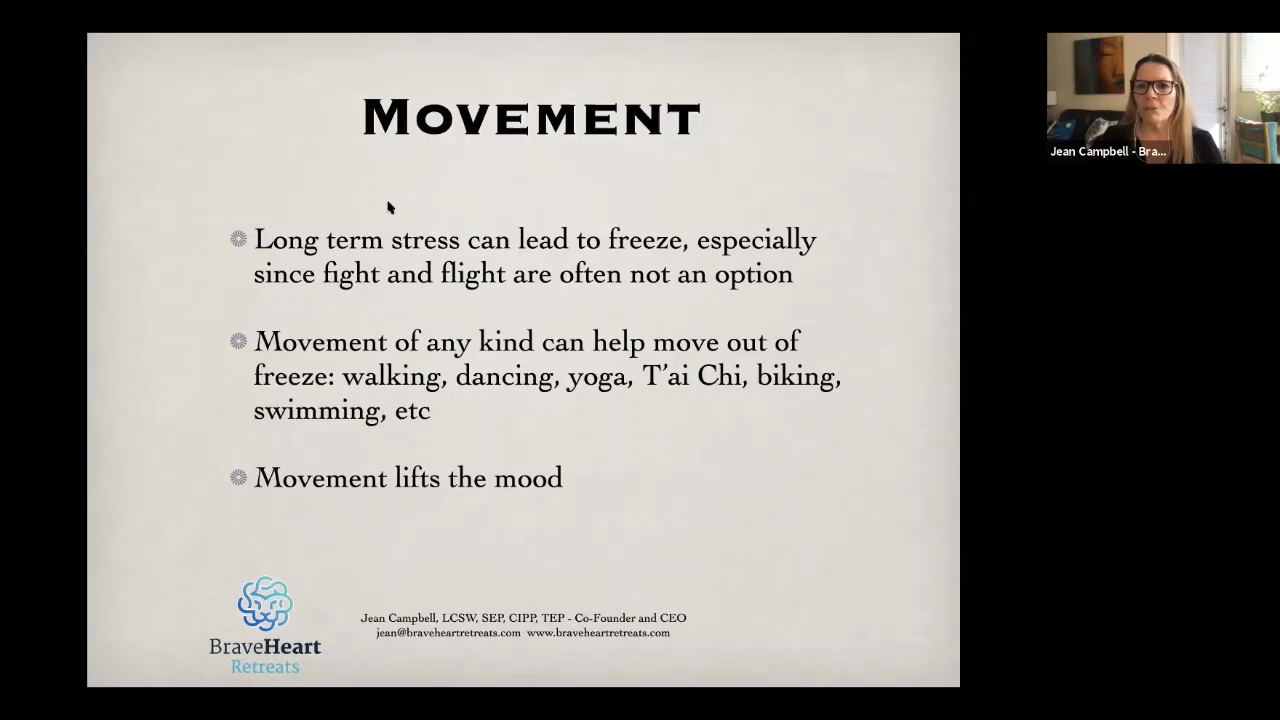 MOVEMENT
Long term stress can lead to freeze, especially
since fight and flight are often not an option
Movement of any kind can help move out of
freeze: walking, dancing, yoga, T’ai Chi, biking,
swimming, etc
Movement lifts the mood
BraveHeart
Retreats
Jean Campbell, LCSW, SEP, CIPP, TEP - Co-Founder and CEO
jean@braveheartretreats.com www.braveheartretreats.com
Jean Campbell - Bra...